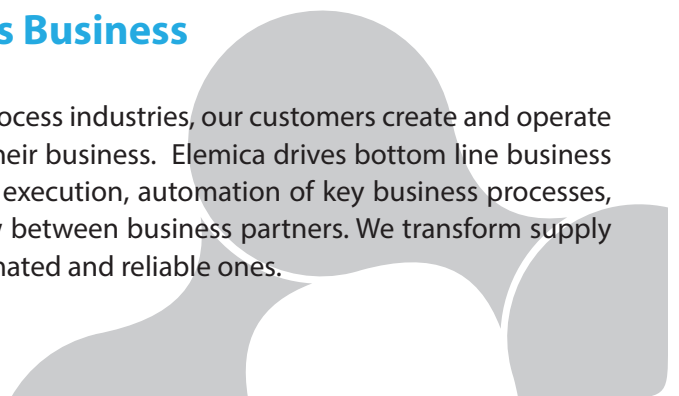 s Business
ocess industries, our customers create and operate
heir business. Elemica drives bottom line business
execution, automation of key business processes,
between business partners. We transform supply
nated and reliable ones.